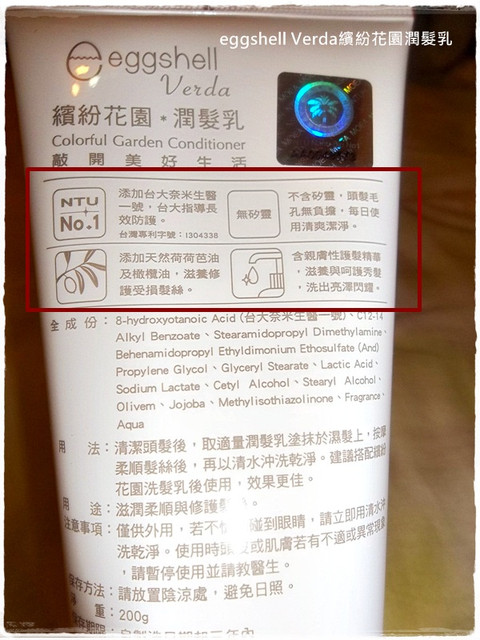 eggshell Verda繽紛花園潤髮乳
eggshell
Verda
繽紛花園*潤髮乳
Colorful Garden Conditioner
敲開美好生活
NTU
No.1
添加台大奈米生醫
一號,台大指導長
效防護。
台灣專利字號:I304338
無矽靈
不含矽靈,頭髮毛
孔無負擔,每日使
用清爽潔淨。
添加天然荷荷芭油
及橄欖油,滋養修
護受損髮絲。
含親膚性護髮精華
,滋養與呵護秀髮
,洗出亮澤閃耀。
全成份:8-hydroxyotanoic Acid (台大奈米生醫一號)、C12-14
Alkyl Benzoate、Stearamidopropyl Dimethylamine、
Behenamidopropyl Ethyldimonium Ethosulfate (And)
Propylene Glycol、Glyceryl Stearate、Lactic Acid、
Sodium Lactate、Cetyl Alcohol、Stearyl Alcohol、
Olivem、Jojoba、Methylisothiazolinone、Fragrance、
Aqua
用法:清潔頭髮後,取適量潤髮乳塗抹於濕髮上,按摩
柔順髮絲後,再以清水沖洗乾淨。建議搭配繽紛
花園洗髮乳後使用,效果更佳。
用途:滋潤柔順與修護髮
注意事項:僅供外用,若不 碰到眼睛,請立即用清水沖
洗乾淨。使用時頭 或肌膚若有不適或異常現象
,請暫停使用並請教醫生。
保存方法:請放置陰涼處,避免日照。
淨重:200g
保存期限:自製造日期起三年內